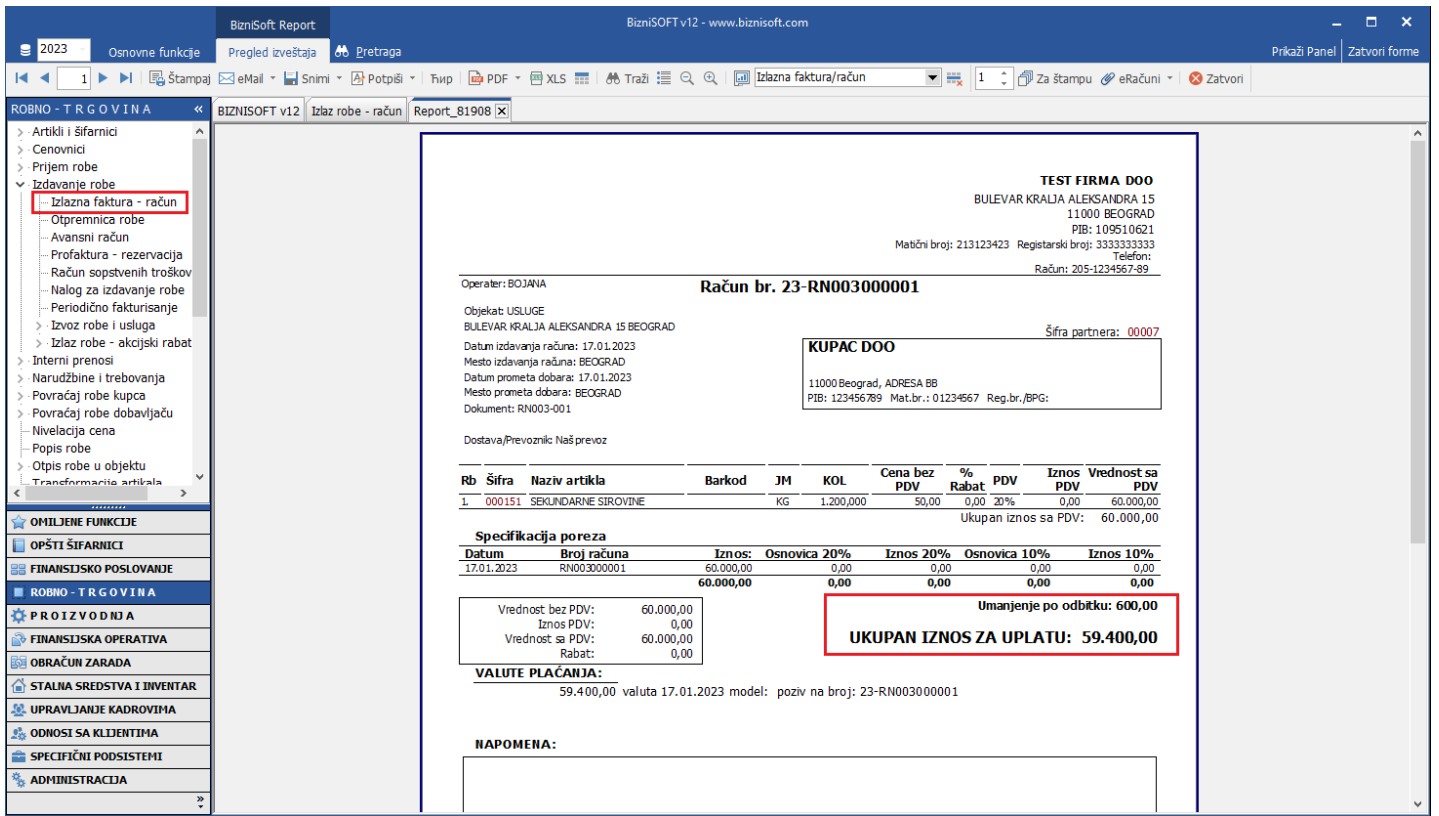 BizniSoft Report
BizniSOFT v12 - www.biznisoft.com
2023
Osnovne funkcije
Pregled izveštaja
Pretraga
Prikaži Panel
Zatvori forme
1
Štampaj
eMail
Snimi
Potpiši
Ћир
PDF
XLS
Traži
Izlazna faktura/račun
1
Za štampu
eRačuni
Zatvori
ROBNO - T R G O V I N A
«
BIZNISOFT v12
Izlaz robe - račun
Report_81908
Artikli i šifarnici
Cenovnici
Prijem robe
Izdavanje robe
Izlazna faktura - račun
Otpremnica robe
Avansni račun
Profaktura - rezervacija
Račun sopstvenih troškov
Nalog za izdavanje robe
Periodično fakturisanje
Izvoz robe i usluga
Izlaz robe - akcijski rabat
Interni prenosi
Narudžbine i trebovanja
Povraćaj robe kupca
Povraćaj robe dobavljaču
Nivelacija cena
Popis robe
Otpis robe u objektu
Transformacije artikala
OMILJENE FUNKCIJE
OPŠTI ŠIFARNICI
FINANSIJSKO POSLOVANJE
ROBNO - T R G O V I N A
P R O I Z V O D NJ A
FINANSIJSKA OPERATIVA
OBRAČUN ZARADA
STALNA SREDSTVA I INVENTAR
UPRAVLJANJE KADROVIMA
ODNOSI SA KLIJENTIMA
SPECIFIČNI PODSISTEMI
ADMINISTRACIJA
TEST FIRMA DOO
BULEVAR KRALJA ALEKSANDRA 15
11000 BEOGRAD
PIB: 109510621
Matični broj: 213123423 Registarski broj: 3333333333
Telefon:
Račun: 205-1234567-89
Operater: BOJANA
Račun br. 23-RN003000001
Objekat: USLUGE
BULEVAR KRALJA ALEKSANDRA 15 BEOGRAD
Šifra partnera: 00007
Datum izdavanja računa: 17.01.2023
Mesto izdavanja računa: BEOGRAD
Datum prometa dobara: 17.01.2023
Mesto prometa dobara: BEOGRAD
Dokument: RN003-001
KUPAC DOO
11000 Beograd, ADRESA BB
PIB: 123456789 Mat.br.: 01234567 Reg.br./BPG:
Dostava/Prevoznik: Naš prevoz
Rb Šifra Naziv artikla Barkod JM KOL Cena bez PDV % Rabat PDV Iznos PDV Vrednost sa PDV
1. 000151 SEKUNDARNE SIROVINE KG 1.200,000 50,00 0,00 20% 0,00 60.000,00
Ukupan iznos sa PDV: 60.000,00
Specifikacija poreza
Datum Broj računa Iznos: Osnovica 20% Iznos 20% Osnovica 10% Iznos 10%
17.01.2023 RN003000001 60.000,00 0,00 0,00 0,00 0,00
60.000,00 0,00 0,00 0,00 0,00
Vrednost bez PDV: 60.000,00
Iznos PDV: 0,00
Vrednost sa PDV: 60.000,00
Rabat: 0,00
Umanjenje po odbitku: 600,00
UKUPAN IZNOS ZA UPLATU: 59.400,00
VALUTE PLAĆANJA:
59.400,00 valuta 17.01.2023 model: poziv na broj: 23-RN003000001
NAPOMENA: